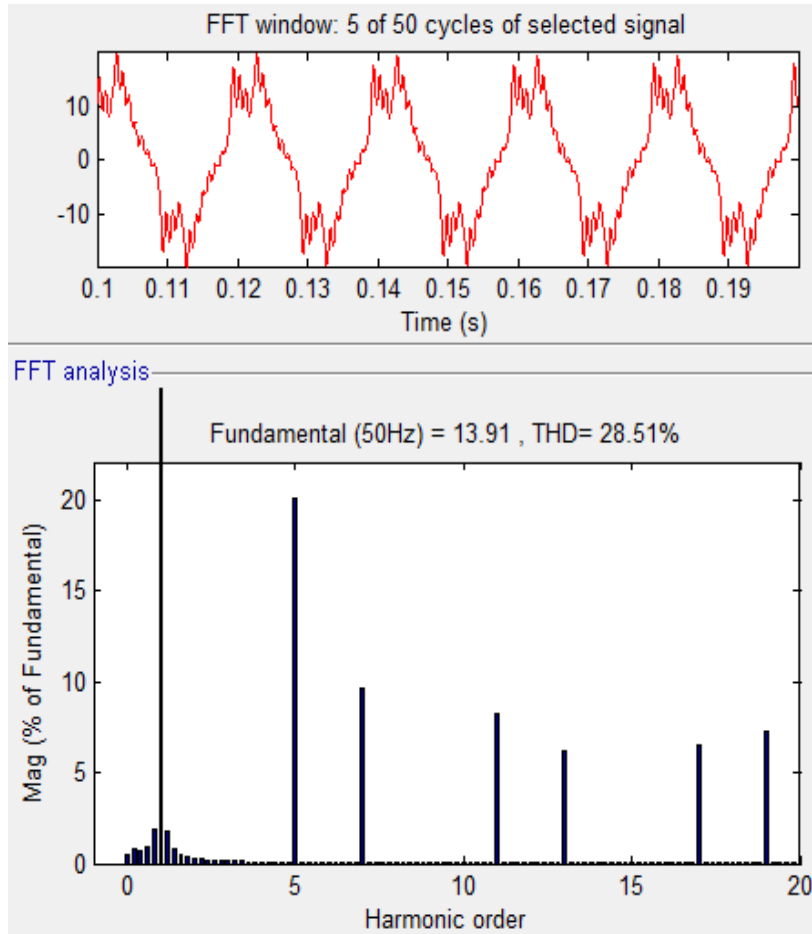 FFT window: 5 of 50 cycles of selected signal
10
0
-10
0.1 0.11 0.12 0.13 0.14 0.15 0.16 0.17 0.18 0.19
Time (s)
FFT analysis
Fundamental (50Hz) = 13.91 , THD= 28.51%
Mag (% of Fundamental)
20
15
10
5
0
0 5 10 15 20
Harmonic order